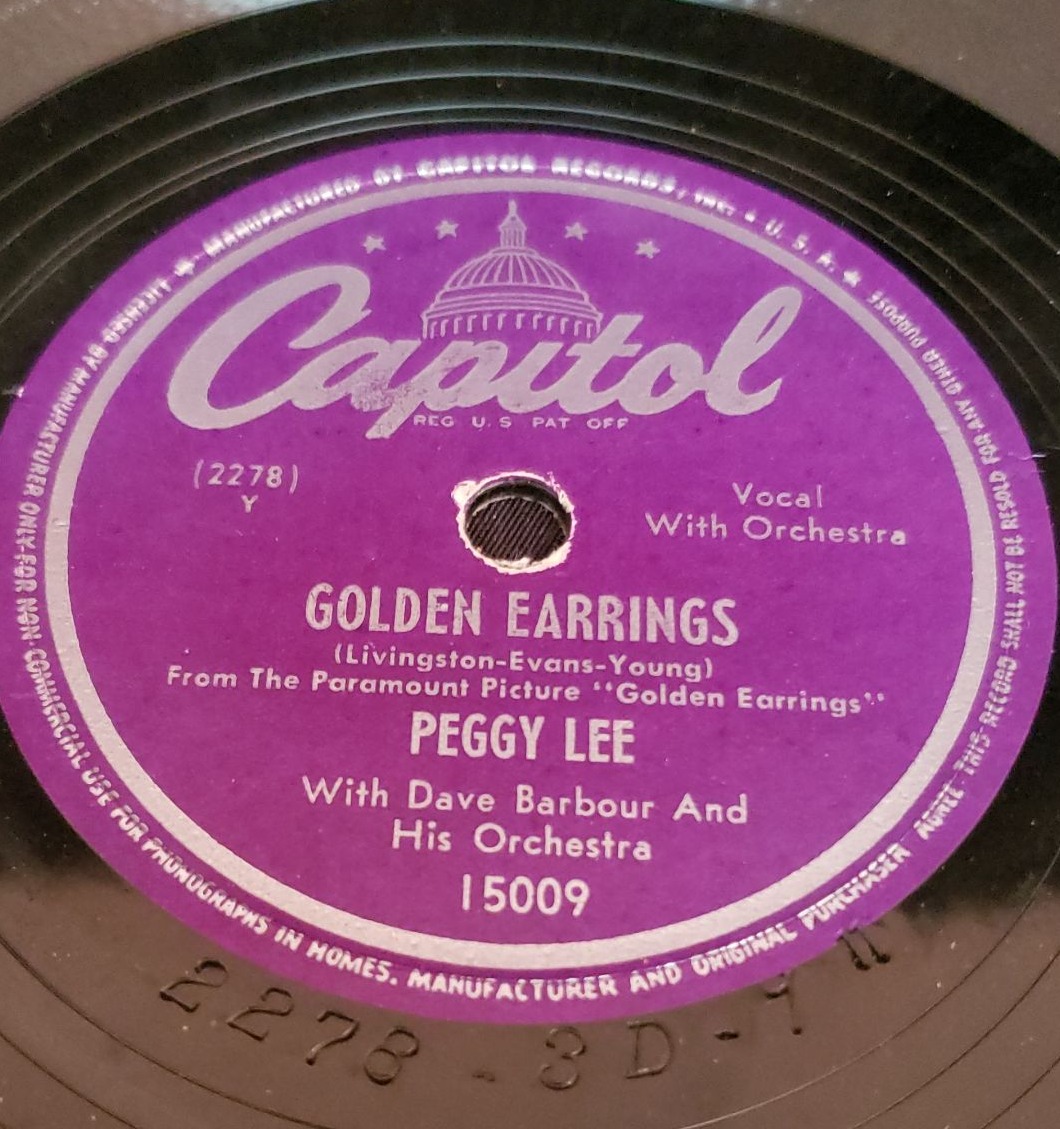 ★ MANUFACTURED BY CAPITOL RECORDS, INC. • U. S. A. ★
Capitol
REG U.S PAT OFF
(2278)
Y
Vocal
With Orchestra
GOLDEN EARRINGS
(Livingston-Evans-Young)
From The Paramount Picture "Golden Earrings"
PEGGY LEE
With Dave Barbour And
His Orchestra
15009
LICENSED BY MANUFACTURER ONLY FOR NON-COMMERCIAL USE FOR PHONOGRAPHS IN HOMES. MANUFACTURER AND ORIGINAL PURCHASER AGREE THIS RECORD SHALL NOT BE RESOLD FOR ANY OTHER PURPOSE
2278 - 3D -